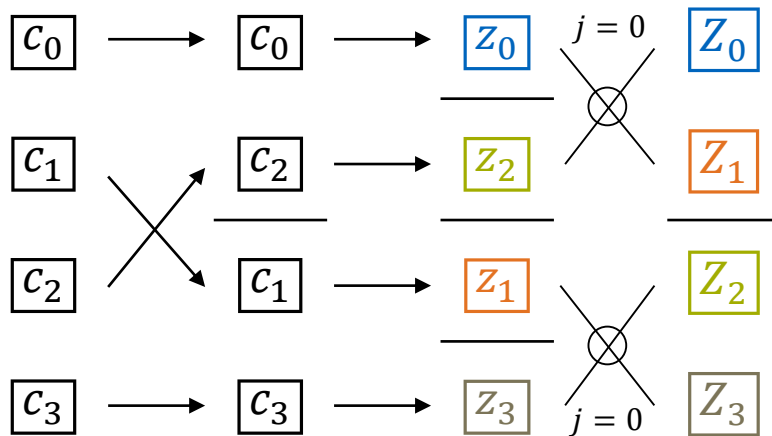 c₀ c₀ z₀ j = 0 Z₀
c₁ c₂ z₂ Z₁
c₂ c₁ z₁ Z₂
c₃ c₃ z₃ j = 0 Z₃